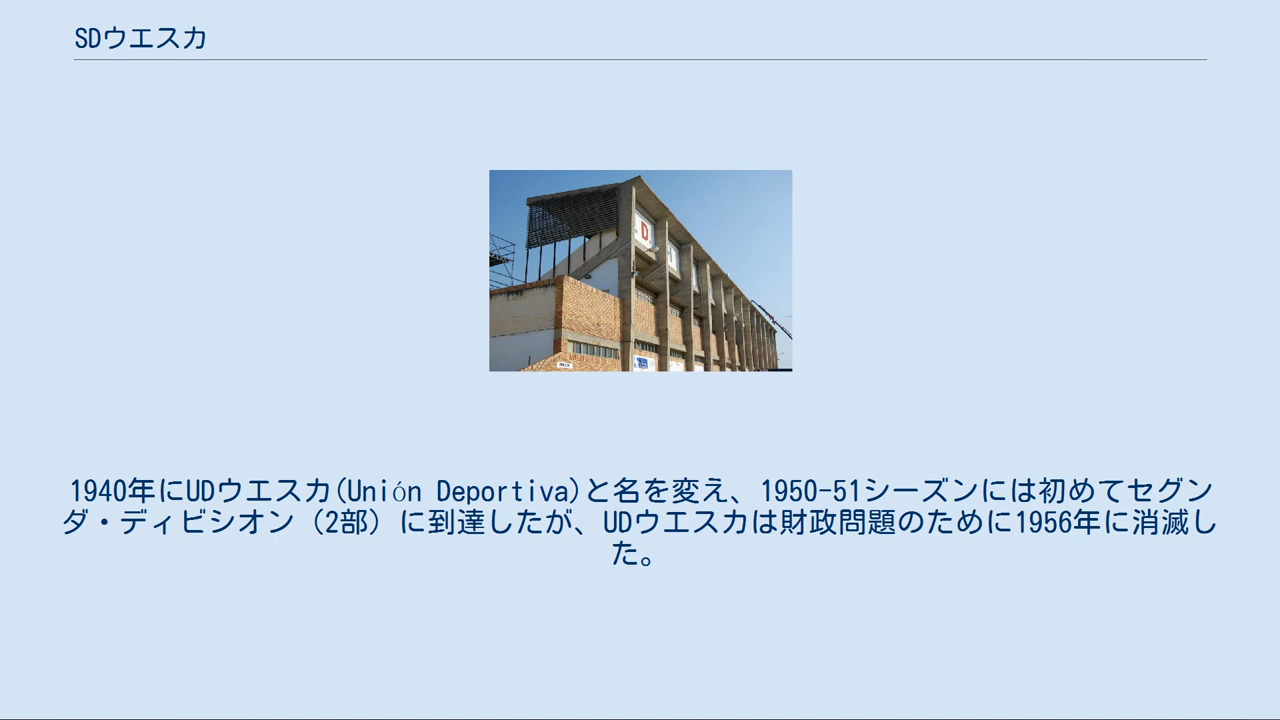 SDウエスカ
D
1940年にUDウエスカ(Unión Deportiva)と名を変え、1950-51シーズンには初めてセグン
ダ・ディビシオン（2部）に到達したが、UDウエスカは財政問題のために1956年に消滅し
た。